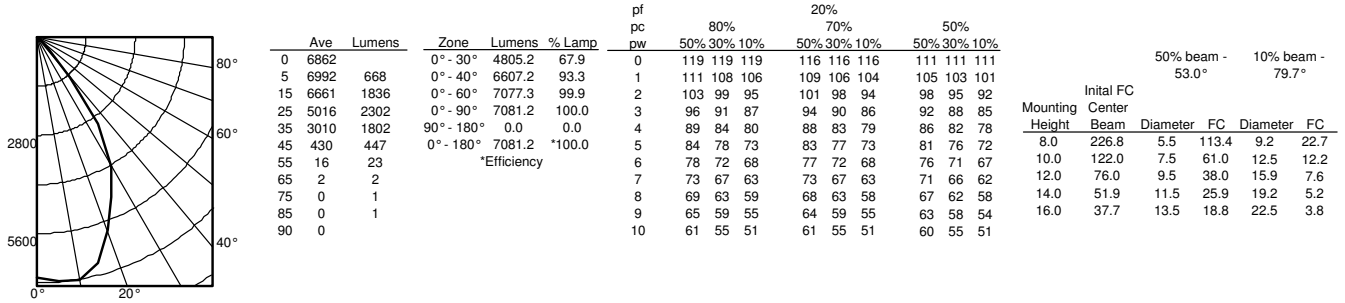 80°
60°
40°
2800
5600
0°
20°
Ave Lumens
0 6862
5 6992 668
15 6661 1836
25 5016 2302
35 3010 1802
45 430 447
55 16 23
65 2 2
75 0 1
85 0 1
90 0
Zone Lumens % Lamp
0°- 30° 4805.2 67.9
0°- 40° 6607.2 93.3
0°- 60° 7077.3 99.9
0°- 90° 7081.2 100.0
90°- 180° 0.0 0.0
0°- 180° 7081.2 *100.0
*Efficiency
pf 20%
pc 80% 70% 50%
pw 50% 30% 10% 50% 30% 10% 50% 30% 10%
0 119 119 119 116 116 116 111 111 111
1 111 108 106 109 106 104 105 103 101
2 103 99 95 101 98 94 98 95 92
3 96 91 87 94 90 86 92 88 85
4 89 84 80 88 83 79 86 82 78
5 84 78 73 83 77 73 81 76 72
6 78 72 68 77 72 68 76 71 67
7 73 67 63 73 67 63 71 66 62
8 69 63 59 68 63 58 67 62 58
9 65 59 55 64 59 55 63 58 54
10 61 55 51 61 55 51 60 55 51
50% beam - 10% beam -
53.0° 79.7°
Inital FC
Mounting Center
Height Beam Diameter FC Diameter FC
8.0 226.8 5.5 113.4 9.2 22.7
10.0 122.0 7.5 61.0 12.5 12.2
12.0 76.0 9.5 38.0 15.9 7.6
14.0 51.9 11.5 25.9 19.2 5.2
16.0 37.7 13.5 18.8 22.5 3.8